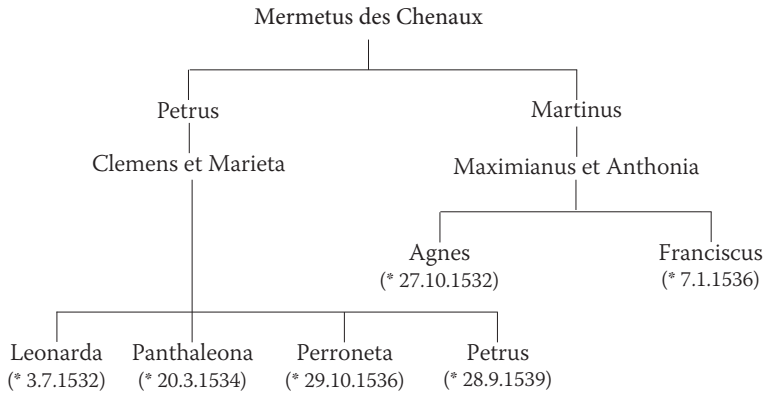 Mermetus des Chenaux
Petrus Martinus
Clemens et Marieta Maximianus et Anthonia
Agnes Franciscus
(* 27.10.1532) (* 7.1.1536)
Leonarda Panthaleona Perroneta Petrus
(* 3.7.1532) (* 20.3.1534) (* 29.10.1536) (* 28.9.1539)